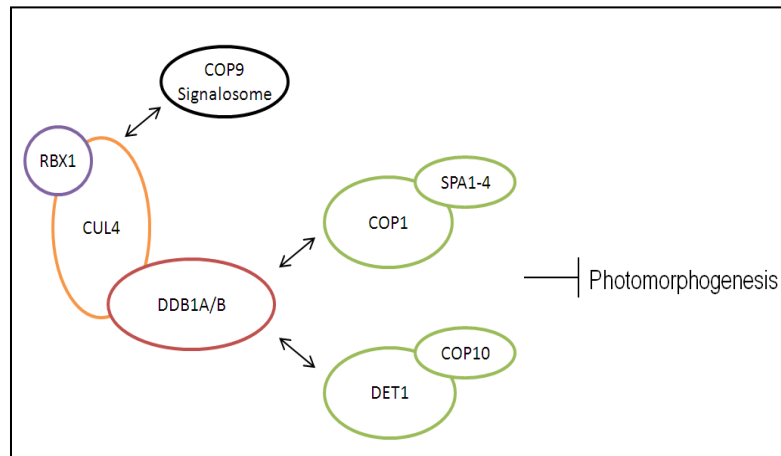 COP9
Signalosome
RBX1
CUL4
DDB1A/B
SPA1-4
COP1
Photomorphogenesis
COP10
DET1